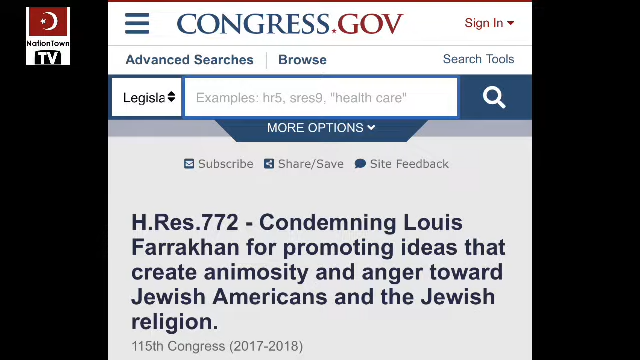 NationTown
TV
CONGRESS.GOV
Sign In
Advanced Searches
Browse
Search Tools
Legisla
Examples: hr5, sres9, "health care"
MORE OPTIONS
Subscribe
Share/Save
Site Feedback
H.Res.772 - Condemning Louis
Farrakhan for promoting ideas that
create animosity and anger toward
Jewish Americans and the Jewish
religion.
115th Congress (2017-2018)